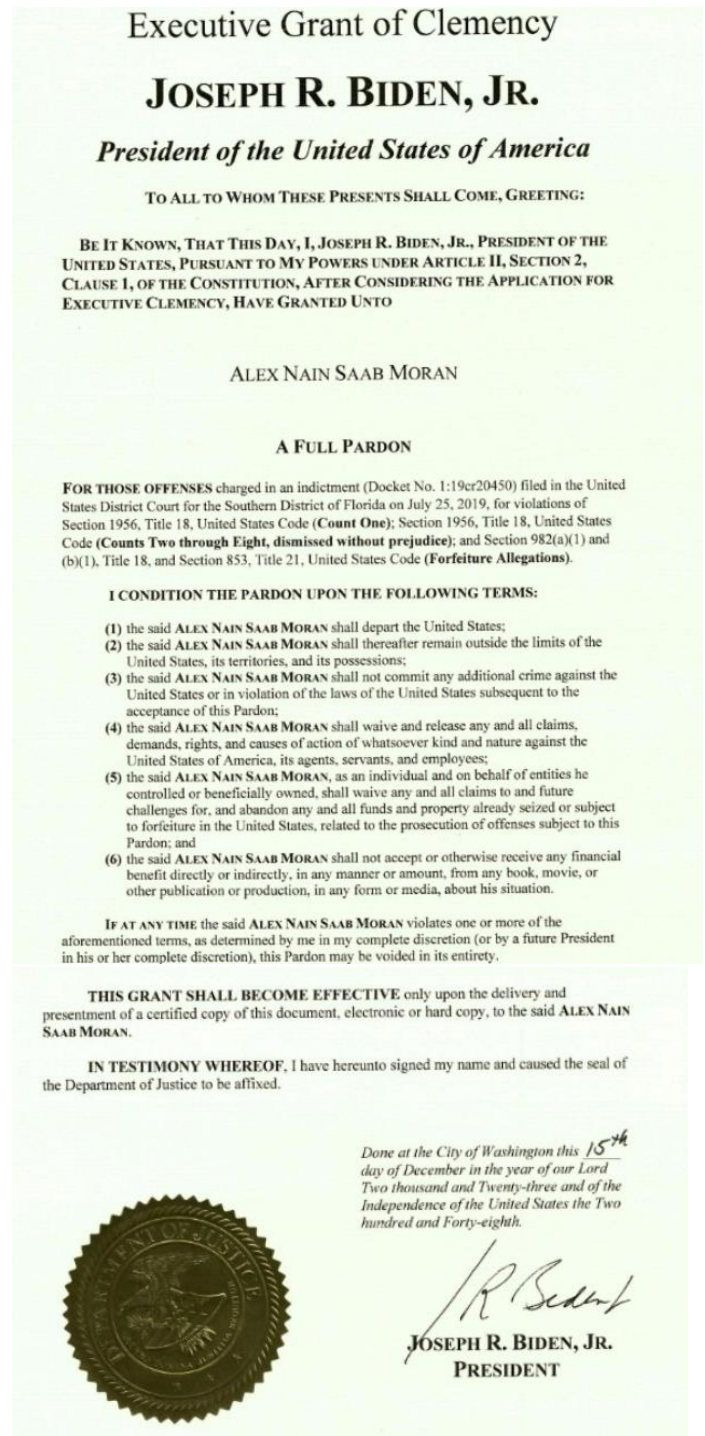 Executive Grant of Clemency
JOSEPH R. BIDEN, JR.
President of the United States of America
TO ALL TO WHOM THESE PRESENTS SHALL COME, GREETING:
BE IT KNOWN, THAT THIS DAY, I, JOSEPH R. BIDEN, JR., PRESIDENT OF THE
UNITED STATES, PURSUANT TO MY POWERS UNDER ARTICLE II, SECTION 2,
CLAUSE 1, OF THE CONSTITUTION, AFTER CONSIDERING THE APPLICATION FOR
EXECUTIVE CLEMENCY, HAVE GRANTED UNTO
ALEX NAIN SAAB MORAN
A FULL PARDON
FOR THOSE OFFENSES charged in an indictment (Docket No. 1:19cr20450) filed in the United
States District Court for the Southern District of Florida on July 25, 2019, for violations of
Section 1956, Title 18, United States Code (Count One); Section 1956, Title 18, United States
Code (Counts Two through Eight, dismissed without prejudice); and Section 982(a)(1) and
(b)(1), Title 18, and Section 853, Title 21, United States Code (Forfeiture Allegations).
I CONDITION THE PARDON UPON THE FOLLOWING TERMS:
(1) the said ALEX NAIN SAAB MORAN shall depart the United States;
(2) the said ALEX NAIN SAAB MORAN shall thereafter remain outside the limits of the
United States, its territories, and its possessions;
(3) the said ALEX NAIN SAAB MORAN shall not commit any additional crime against the
United States or in violation of the laws of the United States subsequent to the
acceptance of this Pardon;
(4) the said ALEX NAIN SAAB MORAN shall waive and release any and all claims,
demands, rights, and causes of action of whatsoever kind and nature against the
United States of America, its agents, servants, and employees;
(5) the said ALEX NAIN SAAB MORAN, as an individual and on behalf of entities he
controlled or beneficially owned, shall waive any and all claims to and future
challenges for, and abandon any and all funds and property already seized or subject
to forfeiture in the United States, related to the prosecution of offenses subject to this
Pardon; and
(6) the said ALEX NAIN SAAB MORAN shall not accept or otherwise receive any financial
benefit directly or indirectly, in any manner or amount, from any book, movie, or
other publication or production, in any form or media, about his situation.
IF AT ANY TIME the said ALEX NAIN SAAB MORAN violates one or more of the
aforementioned terms, as determined by me in my complete discretion (or by a future President
in his or her complete discretion), this Pardon may be voided in its entirety.
THIS GRANT SHALL BECOME EFFECTIVE only upon the delivery and
presentment of a certified copy of this document, electronic or hard copy, to the said ALEX NAIN
SAAB MORAN.
IN TESTIMONY WHEREOF, I have hereunto signed my name and caused the seal of
the Department of Justice to be affixed.
Done at the City of Washington this 15th
day of December in the year of our Lord
Two thousand and Twenty-three and of the
Independence of the United States the Two
hundred and Forty-eighth.
DEPARTMENT OF JUSTICE
J R Biden Jr
JOSEPH R. BIDEN, JR.
PRESIDENT